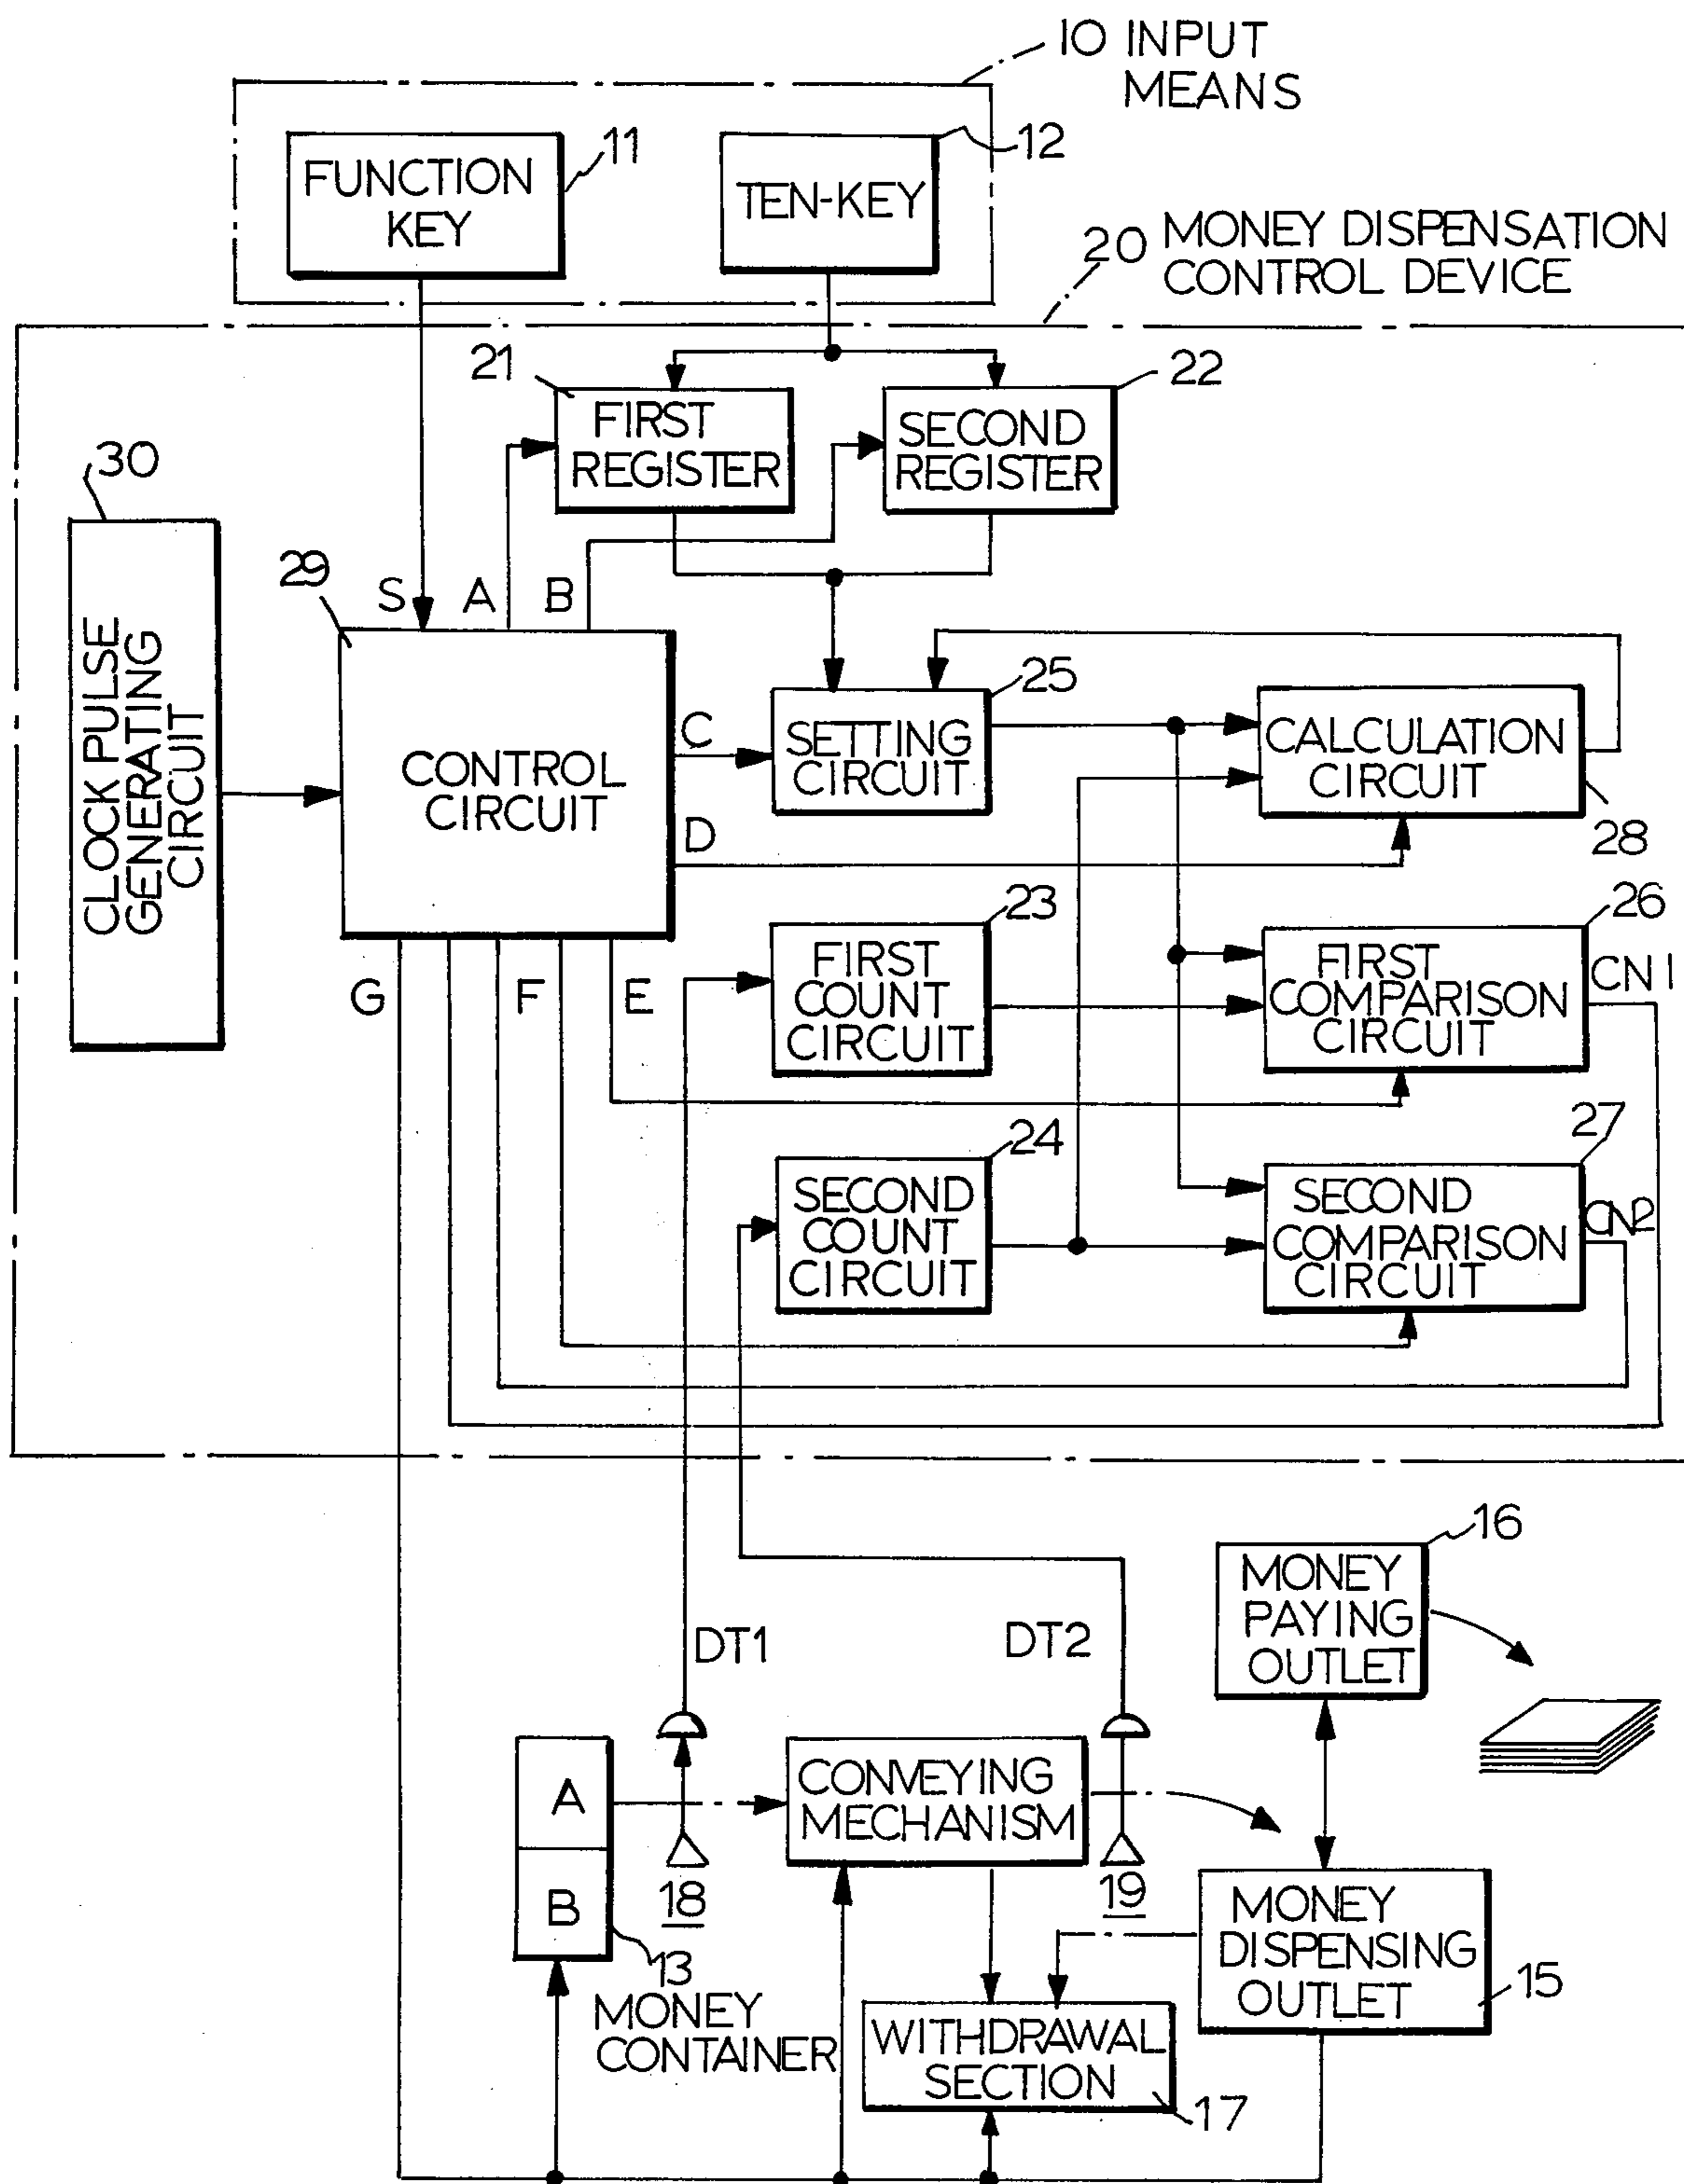 10 INPUT
MEANS
FUNCTION
KEY
11
TEN-KEY
12
20 MONEY DISPENSATION
CONTROL DEVICE
21
FIRST
REGISTER
22
SECOND
REGISTER
30
CLOCK PULSE
GENERATING
CIRCUIT
29
S
A
B
CONTROL
CIRCUIT
C
D
G
F
E
25
SETTING
CIRCUIT
CALCULATION
CIRCUIT
28
23
FIRST
COUNT
CIRCUIT
26
FIRST
COMPARISON
CIRCUIT
CN1
24
SECOND
COUNT
CIRCUIT
27
SECOND
COMPARISON
CIRCUIT
CN2
16
MONEY
PAYING
OUTLET
DT1
DT2
A
B
18
CONVEYING
MECHANISM
19
13
MONEY
CONTAINER
MONEY
DISPENSING
OUTLET
15
WITHDRAWAL
SECTION
17